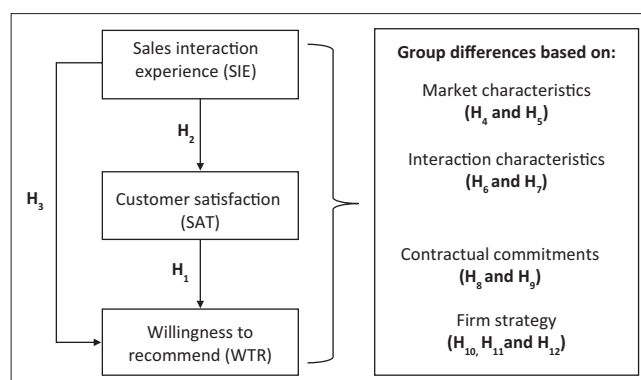 Sales interaction
experience (SIE)
H₂
H₃
Customer satisfaction
(SAT)
H₁
Willingness to
recommend (WTR)
Group differences based on:
Market characteristics
(H₄ and H₅)
Interaction characteristics
(H₆ and H₇)
Contractual commitments
(H₈ and H₉)
Firm strategy
(H₁₀, H₁₁ and H₁₂)